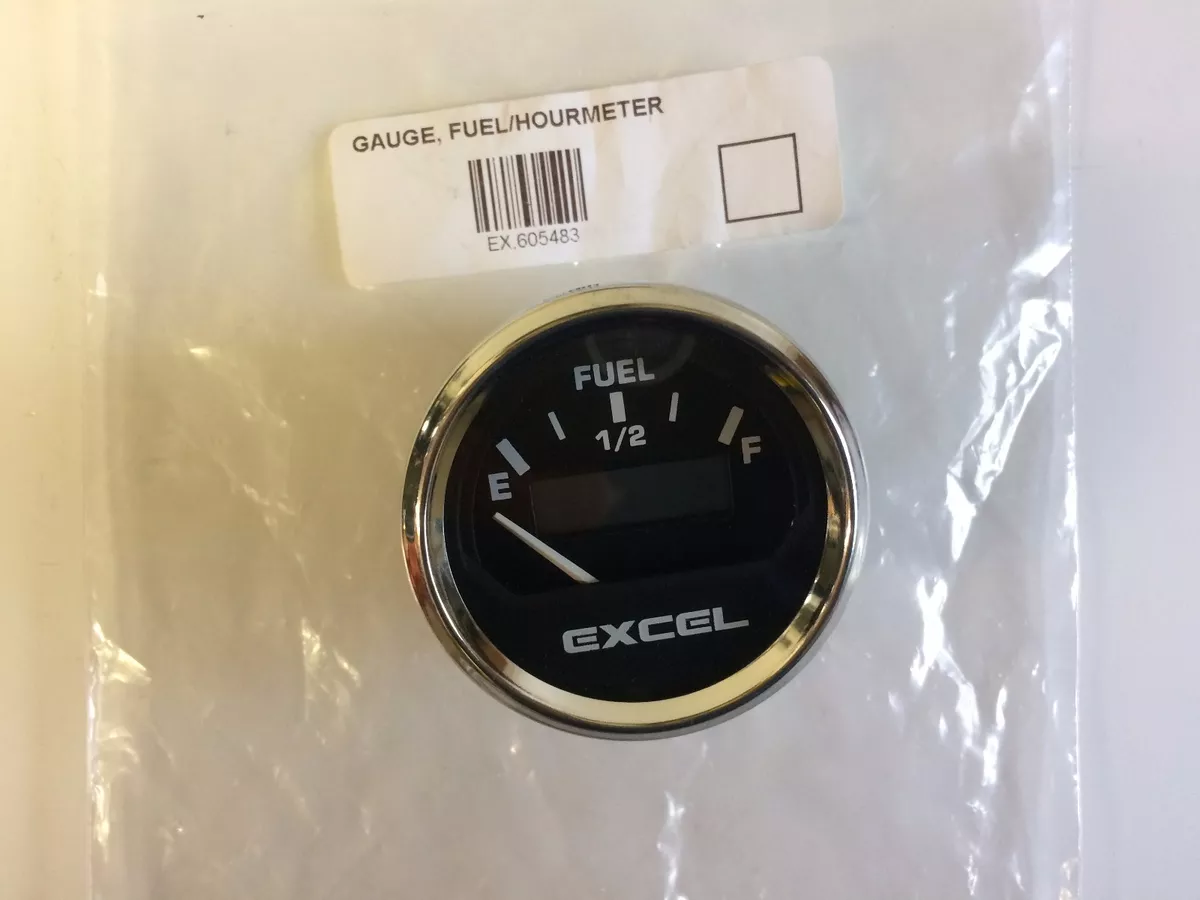 GAUGE, FUEL/HOURMETER
EX.605483
FUEL
1/2
E
F
EXCEL